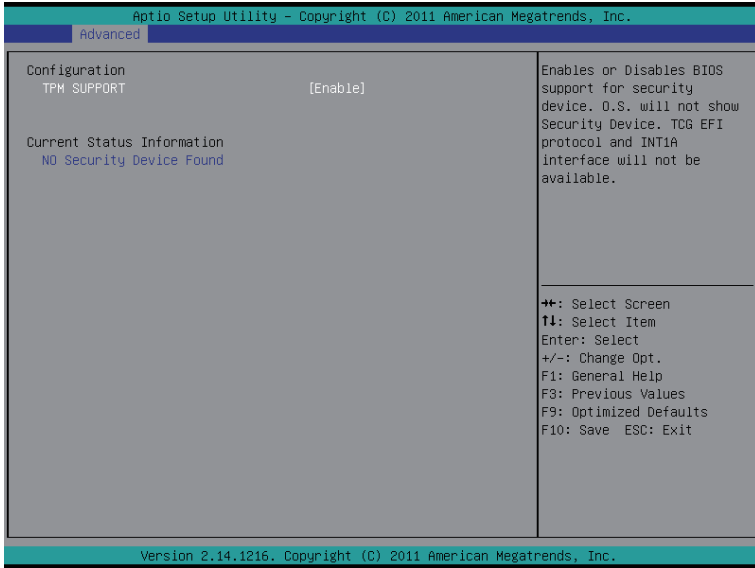 Aptio Setup Utility – Copyright (C) 2011 American Megatrends, Inc.
Advanced
Configuration
TPM SUPPORT [Enable]
Current Status Information
NO Security Device Found
Enables or Disables BIOS
support for security
device. O.S. will not show
Security Device. TCG EFI
protocol and INT1A
interface will not be
available.
→←: Select Screen
↑↓: Select Item
Enter: Select
+/-: Change Opt.
F1: General Help
F3: Previous Values
F9: Optimized Defaults
F10: Save ESC: Exit
Version 2.14.1216. Copyright (C) 2011 American Megatrends, Inc.